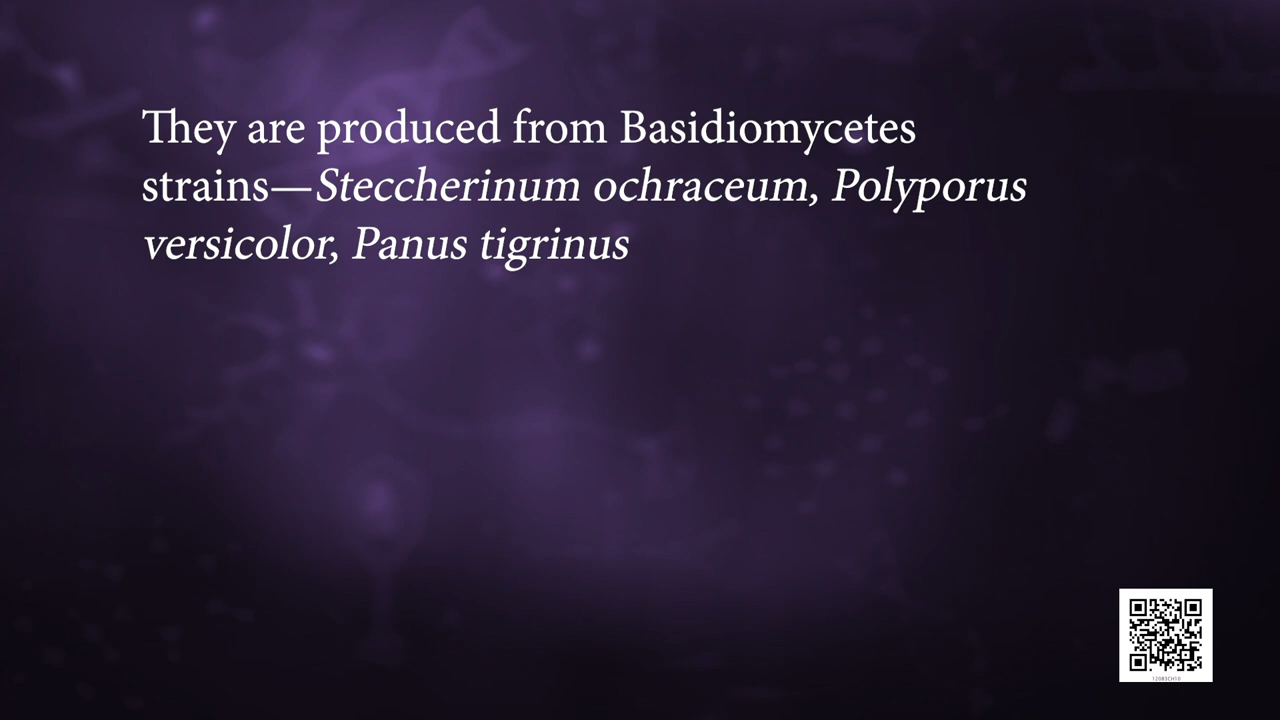 They are produced from Basidiomycetes
strains—Steccherinum ochraceum, Polyporus
versicolor, Panus tigrinus